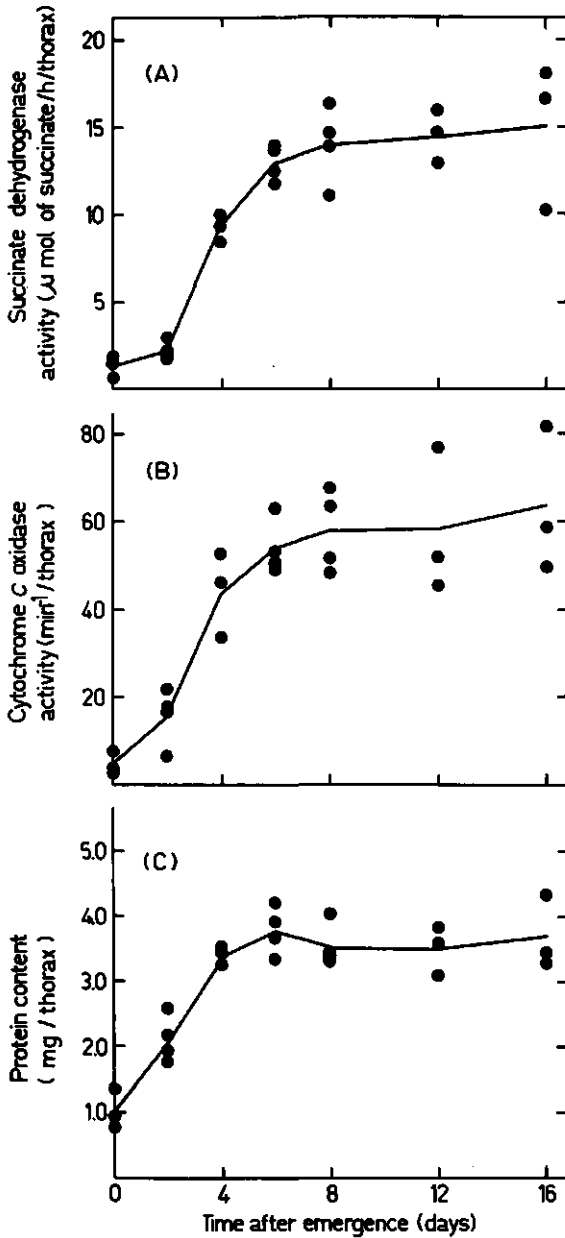 Succinate dehydrogenase
activity (μ mol of succinate/h/thorax)
20
15
10
5
(A)
Cytochrome c oxidase
activity (min⁻¹/thorax)
80
60
40
20
(B)
Protein content
( mg / thorax)
5.0
4.0
3.0
2.0
1.0
(C)
0 4 8 12 16
Time after emergence (days)